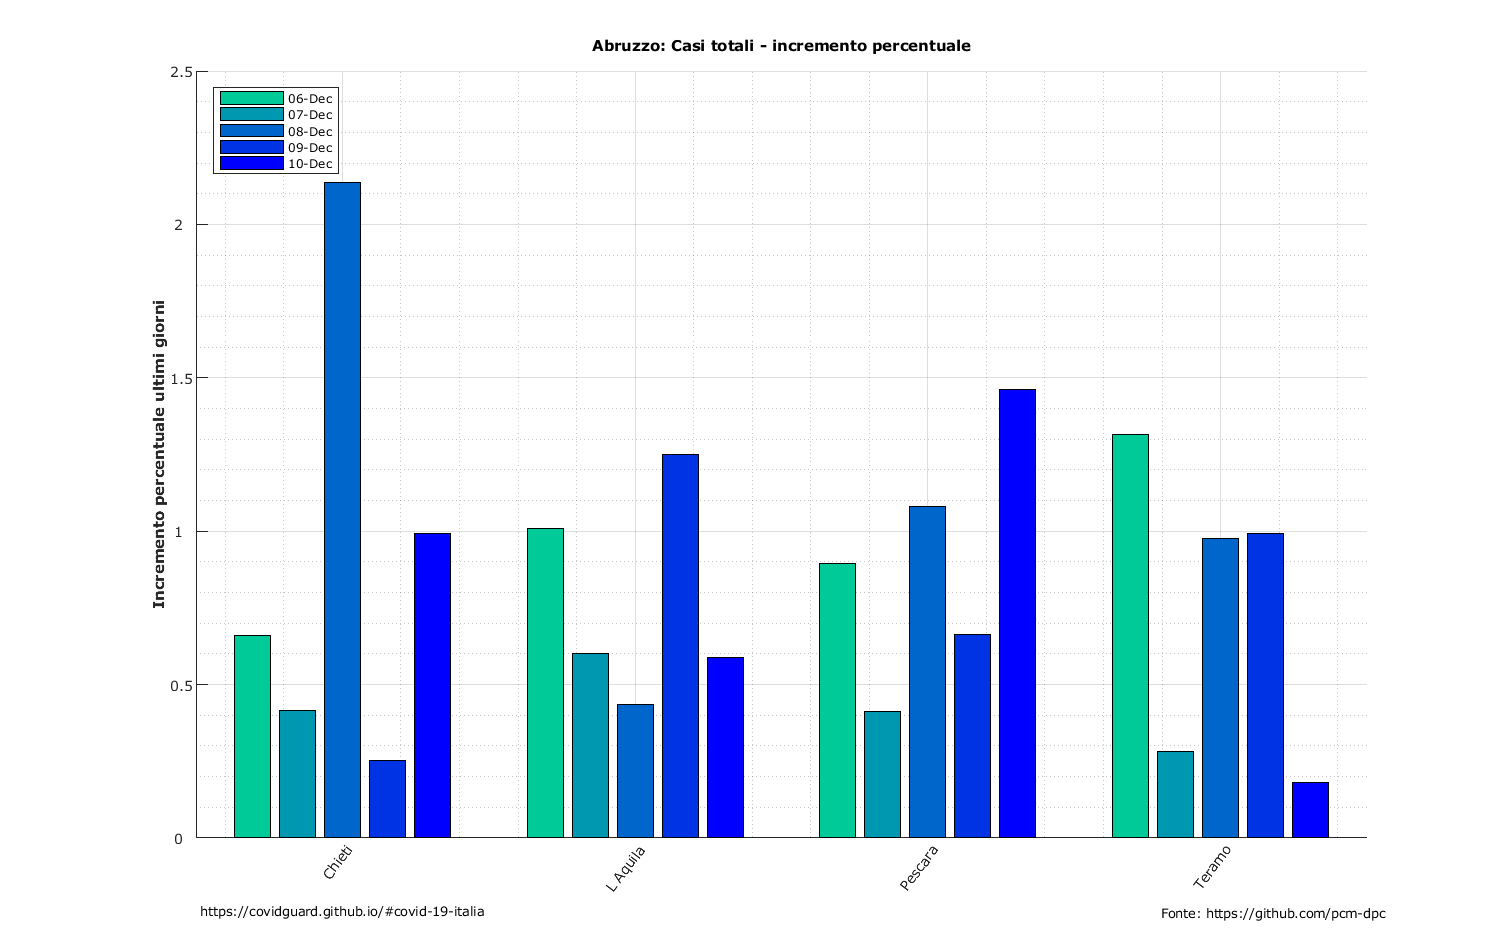 Abruzzo: Casi totali - incremento percentuale
2.5
2
1.5
1
0.5
0
Incremento percentuale ultimi giorni
06-Dec
07-Dec
08-Dec
09-Dec
10-Dec
Chieti
L Aquila
Pescara
Teramo
https://covidguard.github.io/#covid-19-italia
Fonte: https://github.com/pcm-dpc